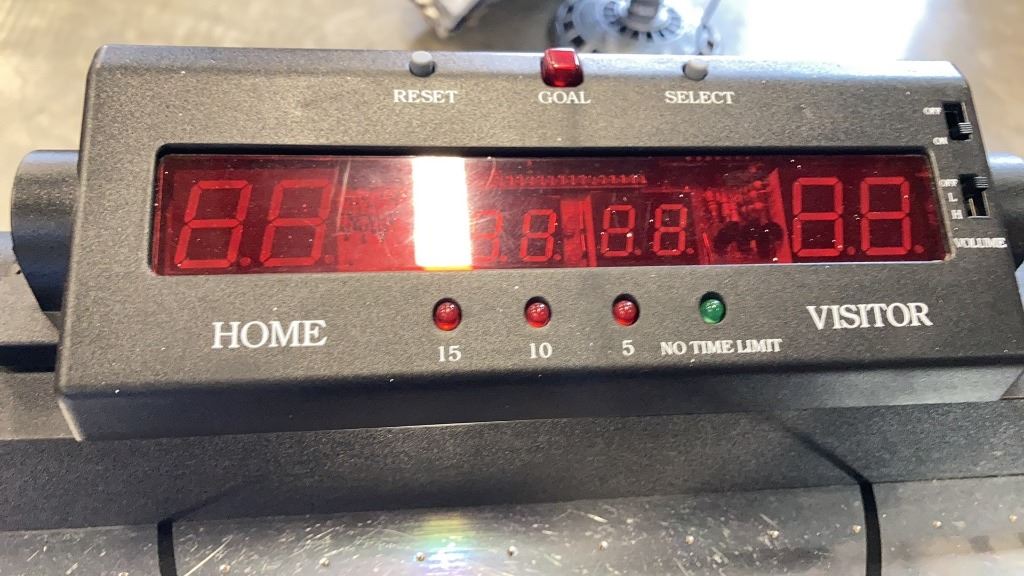 RESET GOAL SELECT
OFF
ON
OFF
L
H
VOLUME
HOME
VISITOR
15 10 5 NO TIME LIMIT